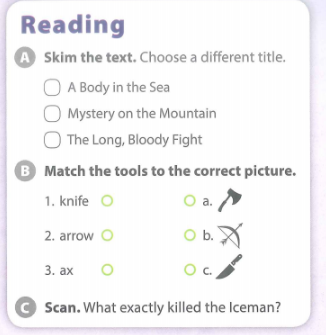 Reading
A Skim the text. Choose a different title.
A Body in the Sea
Mystery on the Mountain
The Long, Bloody Fight
B Match the tools to the correct picture.
1. knife a.
2. arrow b.
3. ax c.
C Scan. What exactly killed the Iceman?